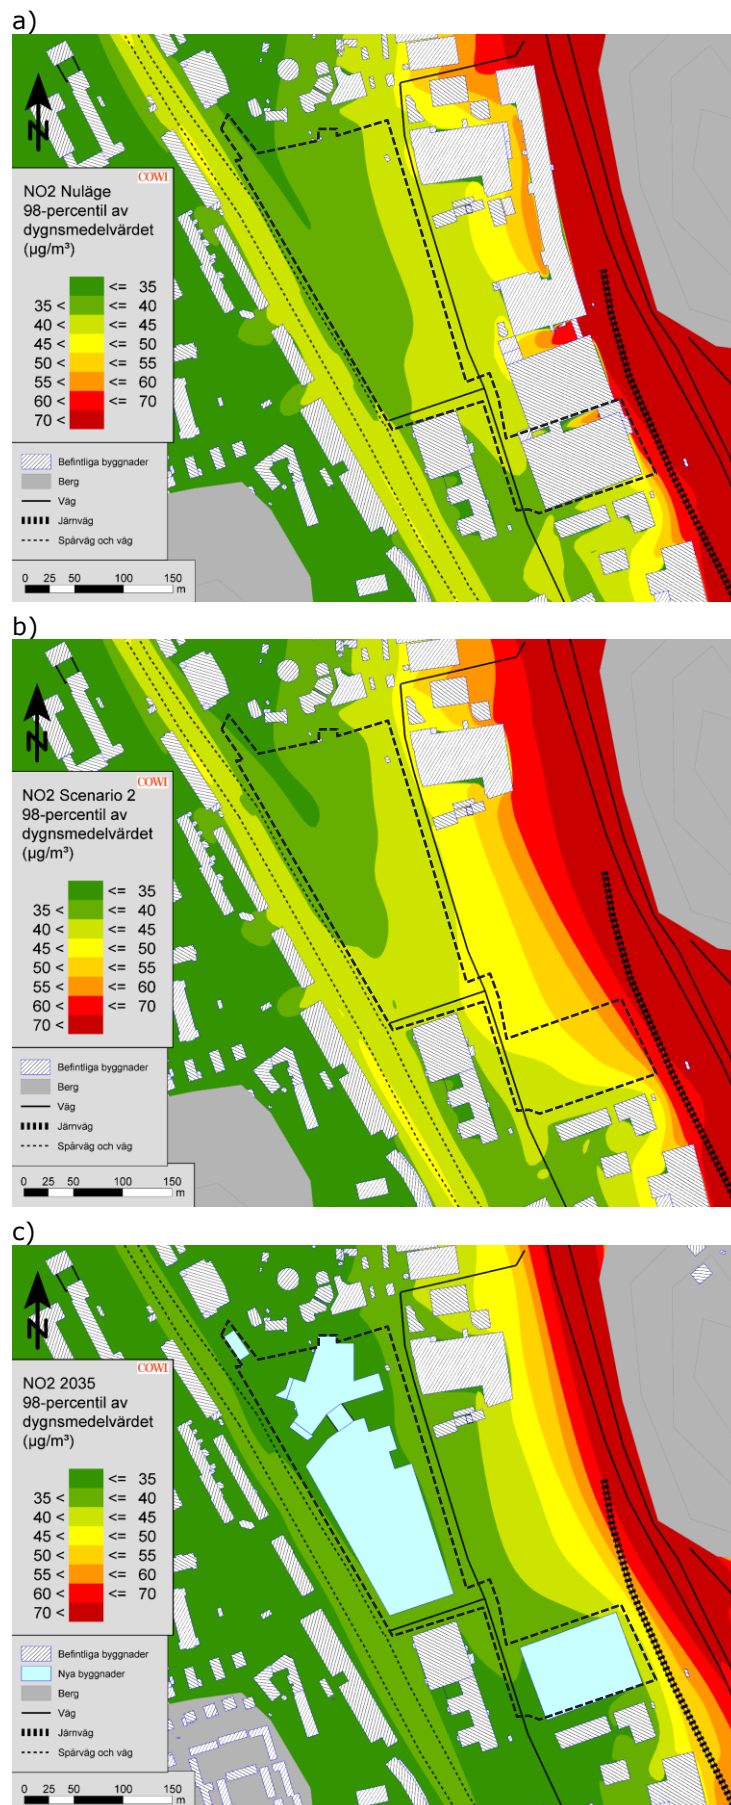 a)
N
COWI
NO2 Nuläge
98-percentil av
dygnsmedelvärdet
(µg/m³)
<= 35
35 < <= 40
40 < <= 45
45 < <= 50
50 < <= 55
55 < <= 60
60 < <= 70
70 <
Befintliga byggnader
Berg
Väg
Järnväg
Spårväg och väg
0 25 50 100 150
m
b)
N
COWI
NO2 Scenario 2
98-percentil av
dygnsmedelvärdet
(µg/m³)
<= 35
35 < <= 40
40 < <= 45
45 < <= 50
50 < <= 55
55 < <= 60
60 < <= 70
70 <
Befintliga byggnader
Berg
Väg
Järnväg
Spårväg och väg
0 25 50 100 150
m
c)
N
COWI
NO2 2035
98-percentil av
dygnsmedelvärdet
(µg/m³)
<= 35
35 < <= 40
40 < <= 45
45 < <= 50
50 < <= 55
55 < <= 60
60 < <= 70
70 <
Befintliga byggnader
Nya byggnader
Berg
Väg
Järnväg
Spårväg och väg
0 25 50 100 150
m